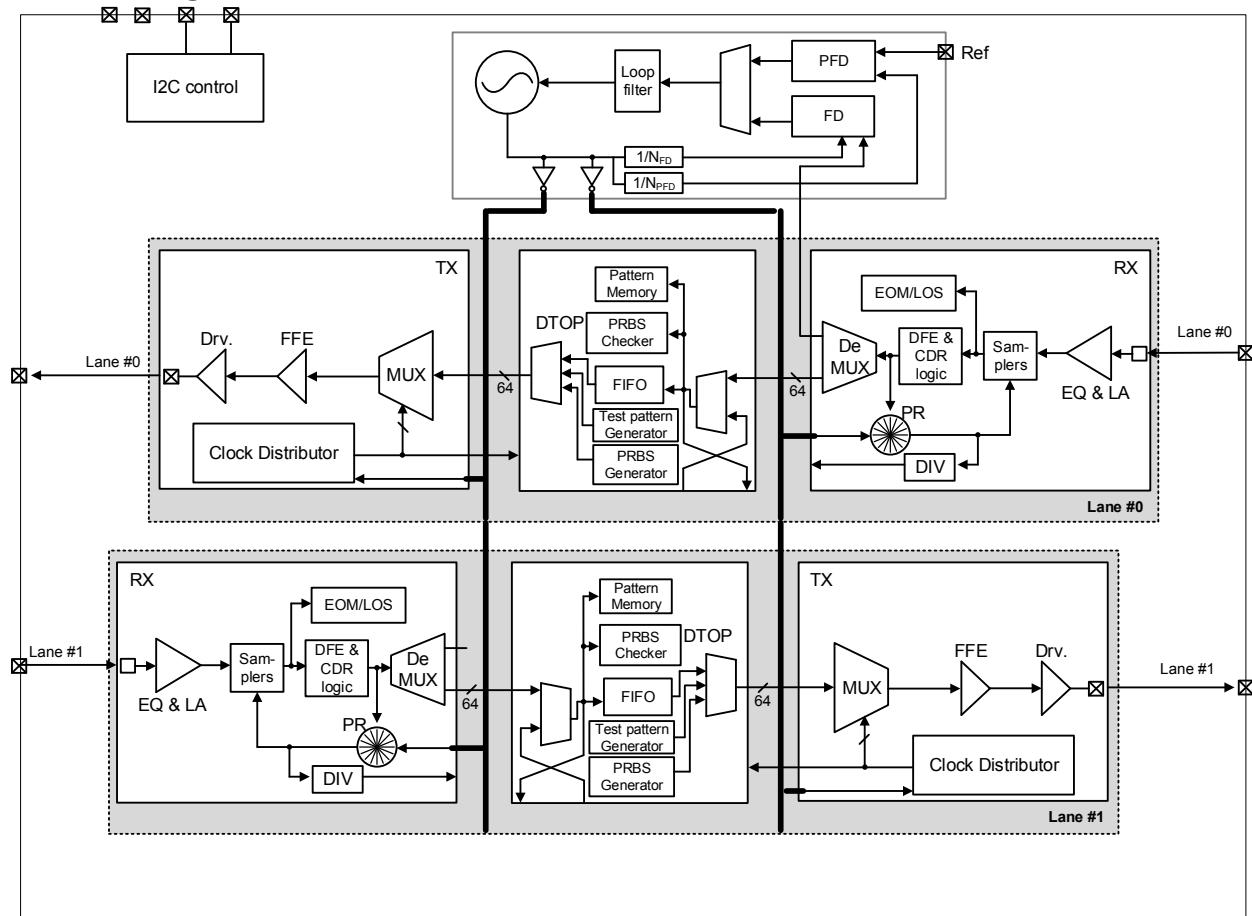 I2C control
Loop
filter
PFD
FD
Ref
1/NFD
1/NPFD
TX
Drv.
FFE
MUX
Clock Distributor
Lane #0
64
DTOP
Pattern
Memory
PRBS
Checker
FIFO
Test pattern
Generator
PRBS
Generator
64
RX
EOM/LOS
De
MUX
DFE &
CDR
logic
Sam-
plers
EQ & LA
PR
DIV
Lane #0
Lane #0
RX
EOM/LOS
Lane #1
EQ & LA
Sam-
plers
DFE &
CDR
logic
De
MUX
PR
DIV
64
Pattern
Memory
PRBS
Checker
DTOP
FIFO
Test pattern
Generator
PRBS
Generator
64
TX
MUX
FFE
Drv.
Clock Distributor
Lane #1
Lane #1